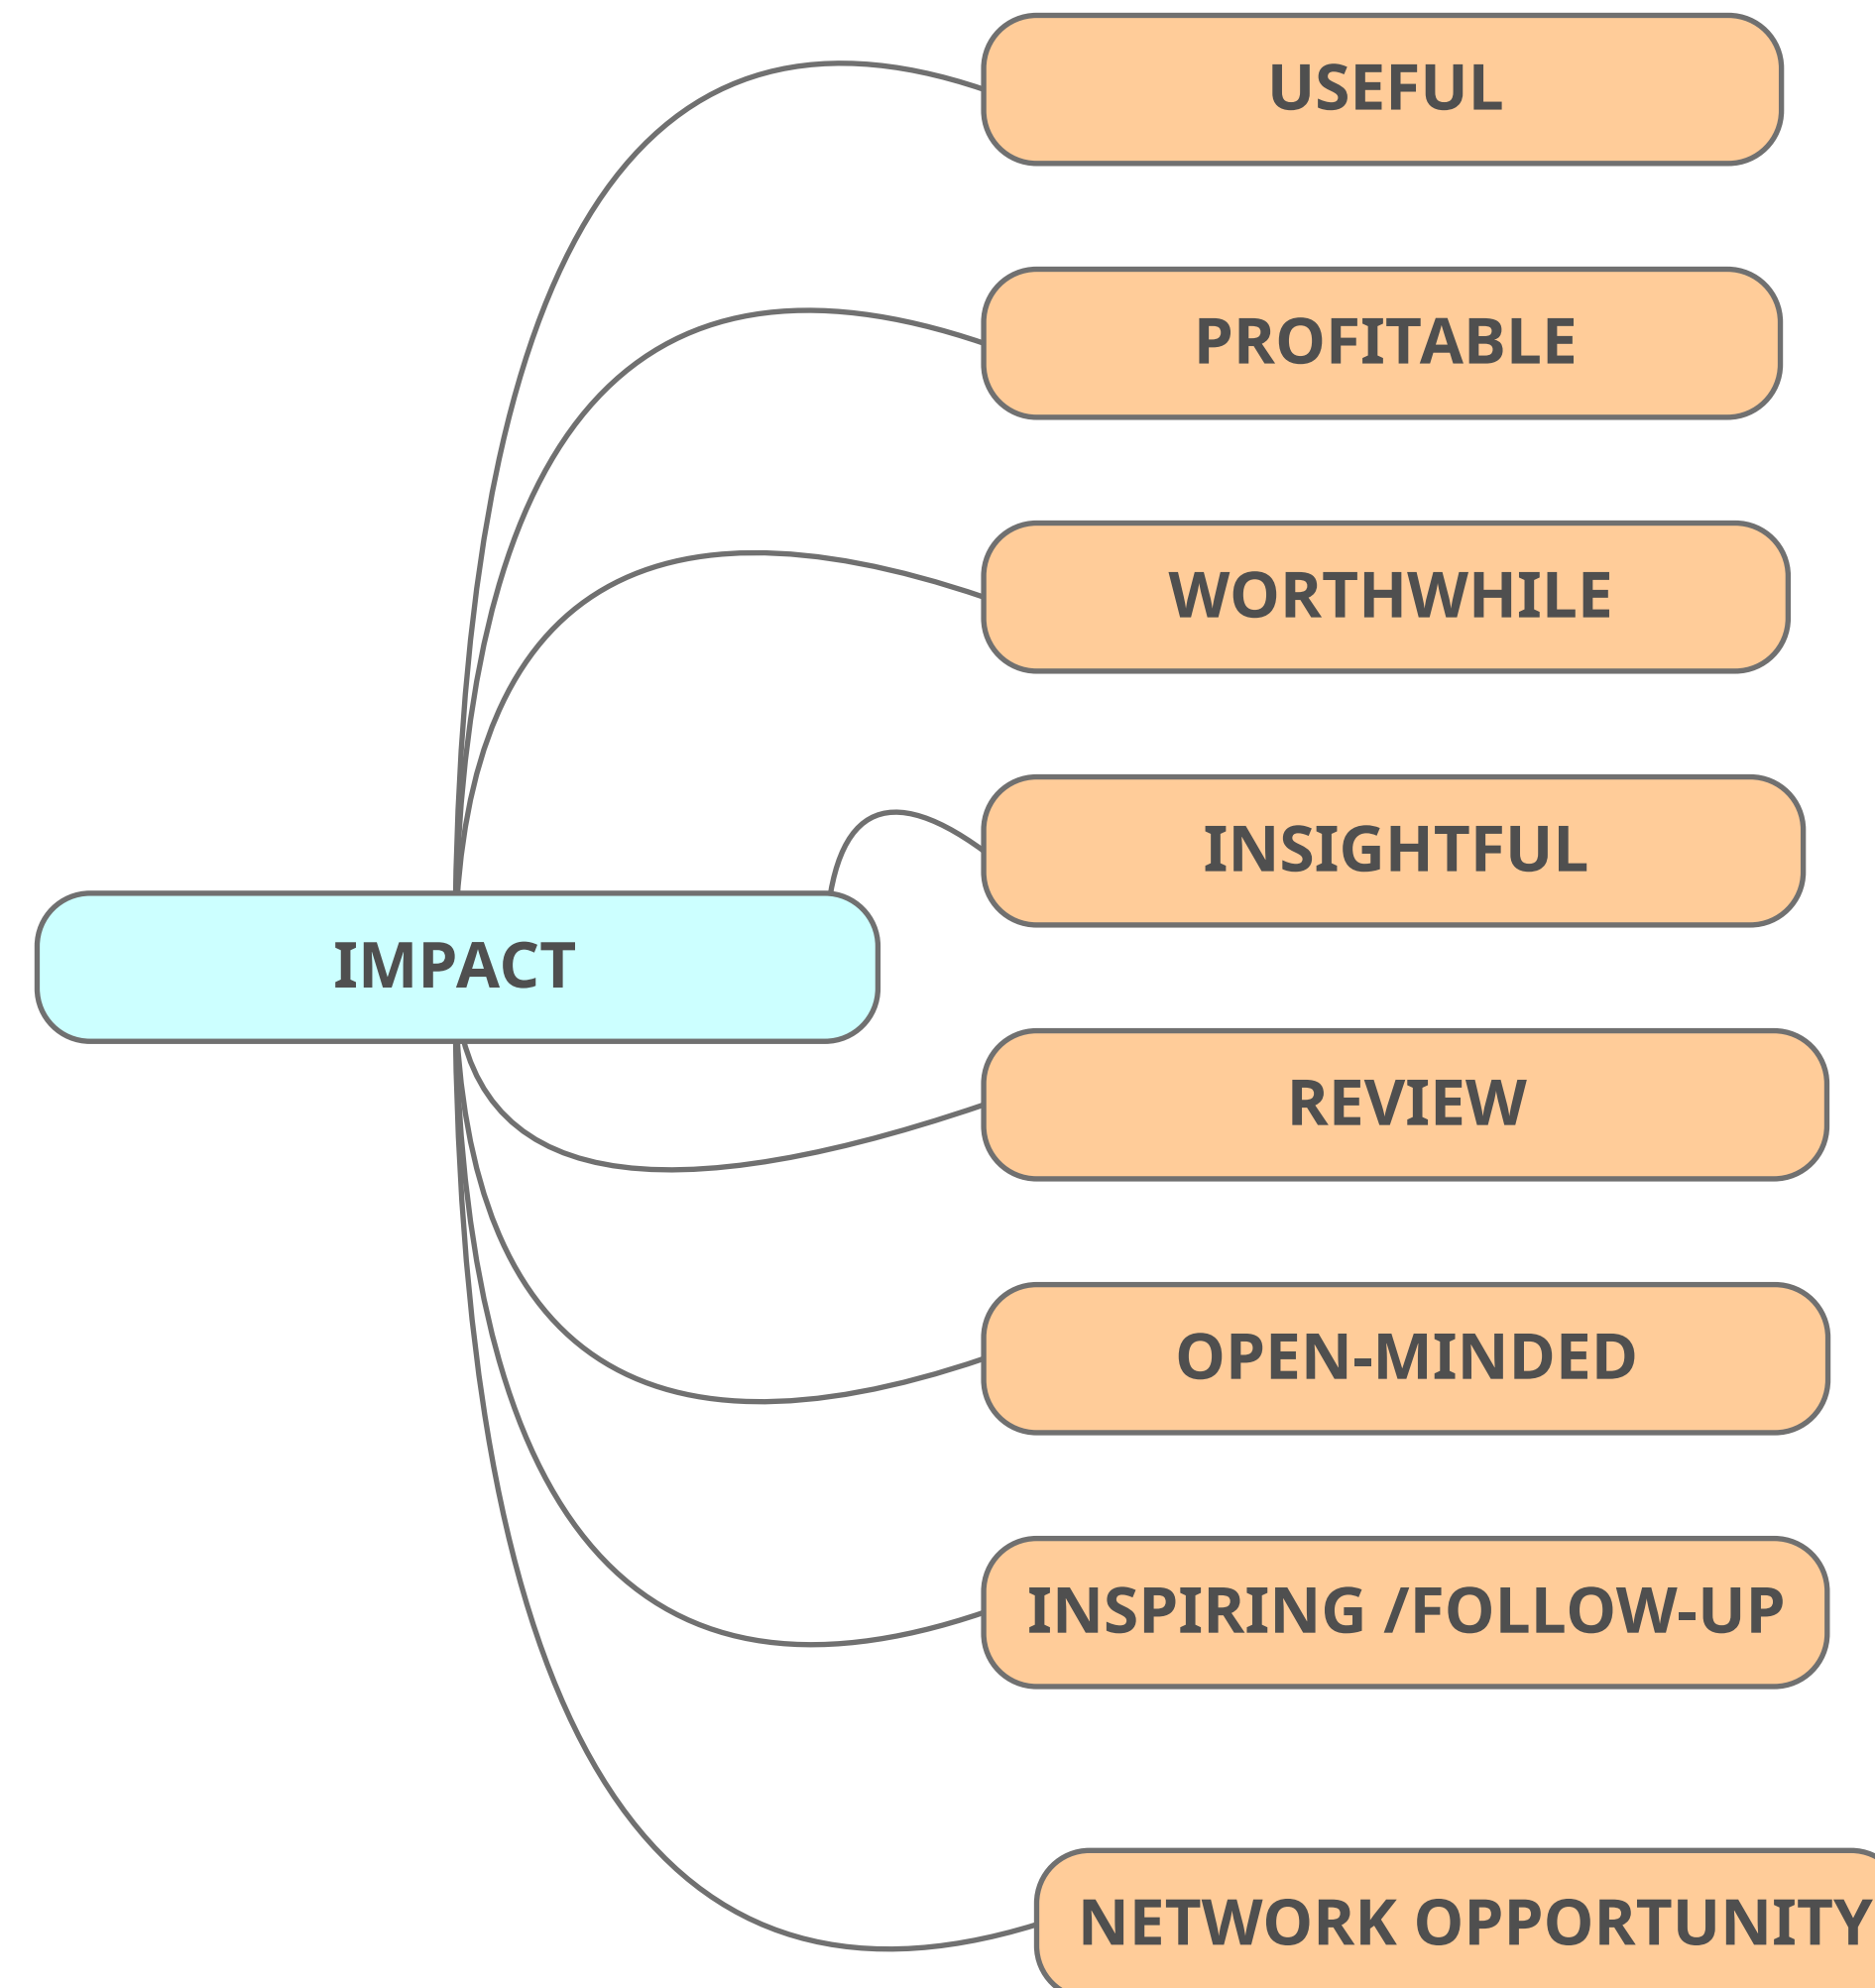 USEFUL
PROFITABLE
WORTHWHILE
INSIGHTFUL
IMPACT
REVIEW
OPEN-MINDED
INSPIRING /FOLLOW-UP
NETWORK OPPORTUNITY